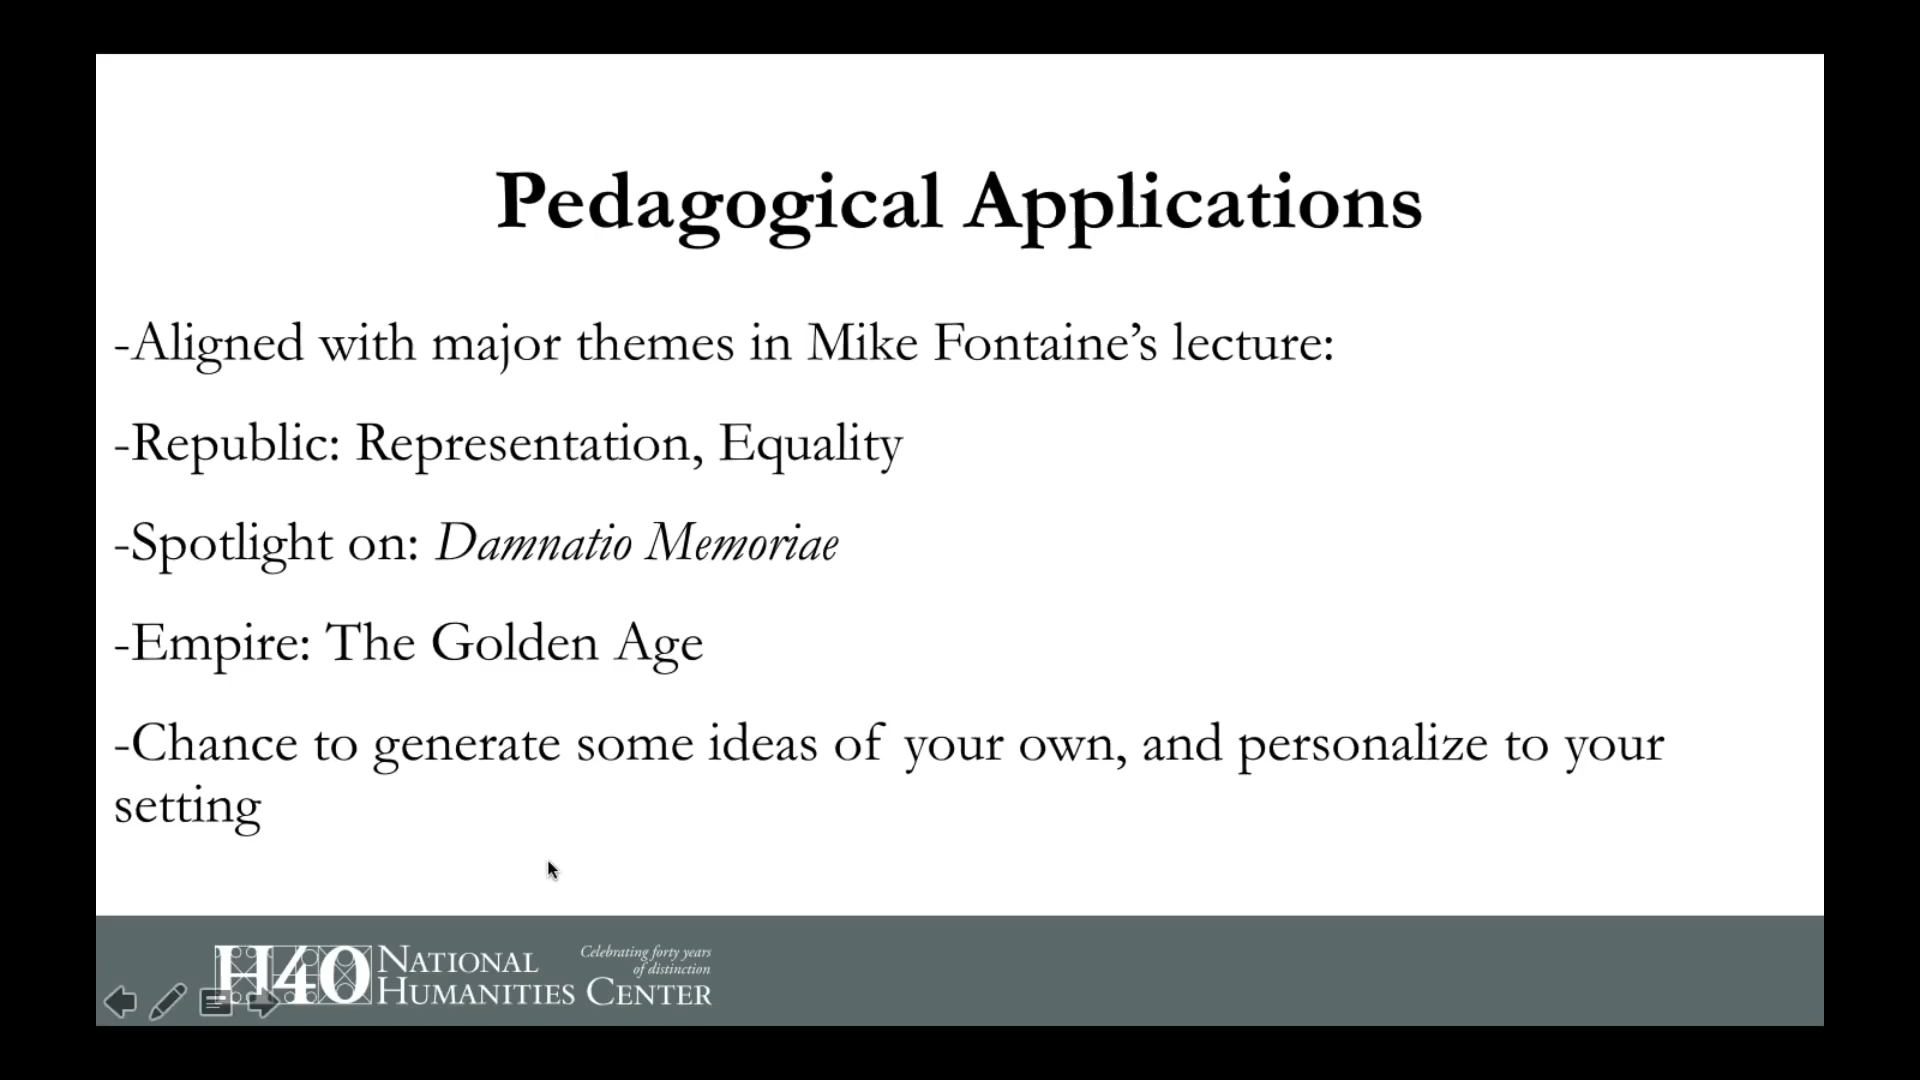 Pedagogical Applications
-Aligned with major themes in Mike Fontaine’s lecture:
-Republic: Representation, Equality
-Spotlight on: Damnatio Memoriae
-Empire: The Golden Age
-Chance to generate some ideas of your own, and personalize to your
setting
H40
NATIONAL
HUMANITIES CENTER
Celebrating forty years
of distinction